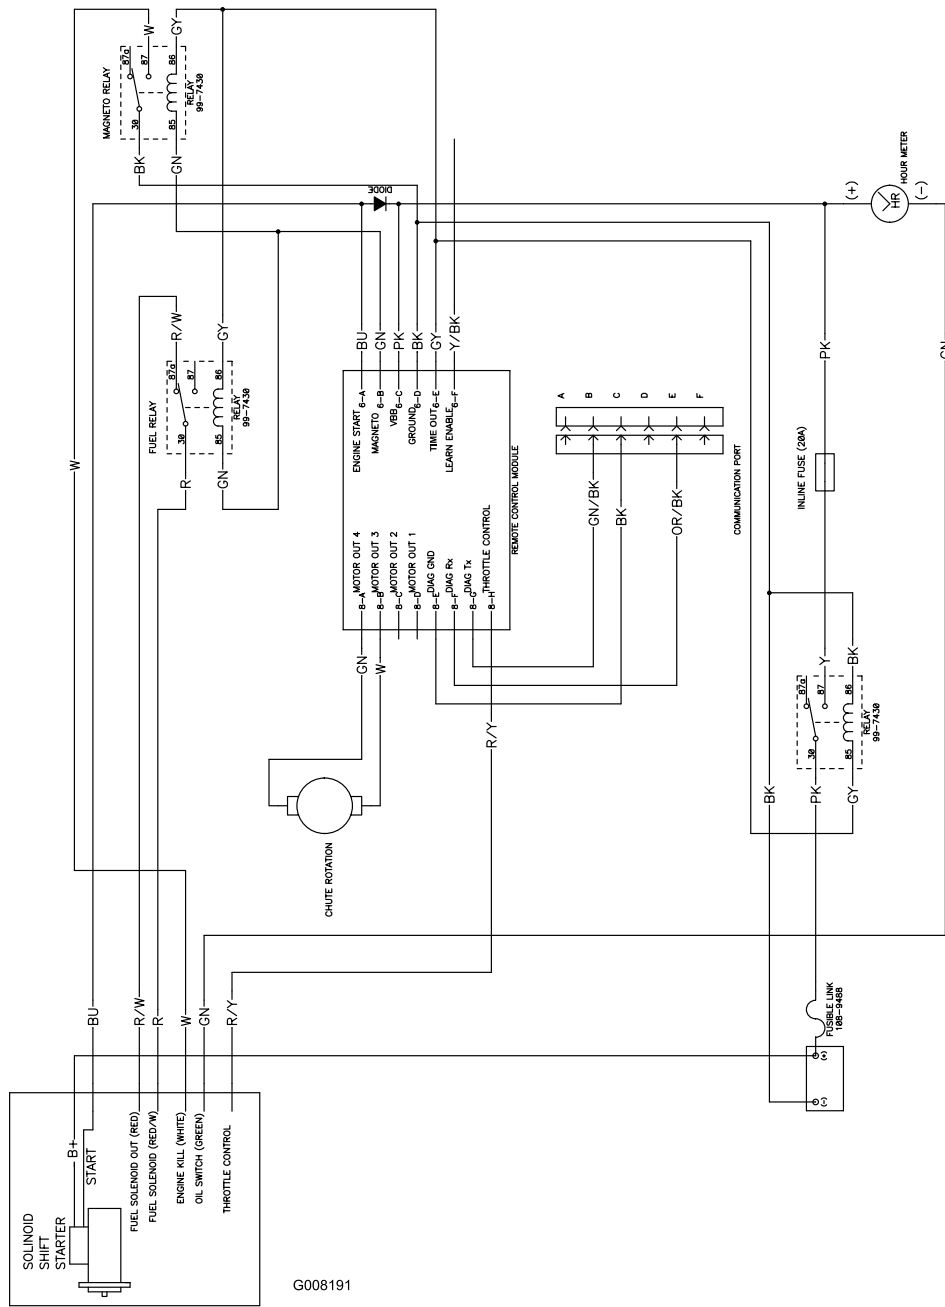 MAGNETO RELAY
87a
87
86
30
85
RELAY
99-7430
W
GY
BK
GN
FUEL RELAY
87a
87
86
30
85
RELAY
99-7430
R/W
GY
R
GN
W
DIODE
(+)
HR
(-)
HOUR METER
BU
GN
PK
BK
GY
Y/BK
6-A
6-B
6-C
6-D
6-E
6-F
ENGINE START
MAGNETO
VBB
GROUND
TIME OUT
LEARN ENABLE
REMOTE CONTROL MODULE
MOTOR OUT 4
MOTOR OUT 3
MOTOR OUT 2
MOTOR OUT 1
DIAG GND
DIAG Rx
DIAG Tx
THROTTLE CONTROL
8-A
8-B
8-C
8-D
8-E
8-F
8-G
8-H
A
B
C
D
E
F
COMMUNICATION PORT
GN/BK
BK
OR/BK
PK
INLINE FUSE (20A)
GN
GN
W
R/Y
CHUTE ROTATION
87a
87
86
30
85
RELAY
99-7430
Y
BK
PK
GY
BK
FUSIBLE LINK
108-9488
(+)
(-)
BU
R/W
R
W
GN
R/Y
B+
START
FUEL SOLENOID OUT (RED)
FUEL SOLENOID (RED/W)
ENGINE KILL (WHITE)
OIL SWITCH (GREEN)
THROTTLE CONTROL
SOLINOID
SHIFT
STARTER
G008191